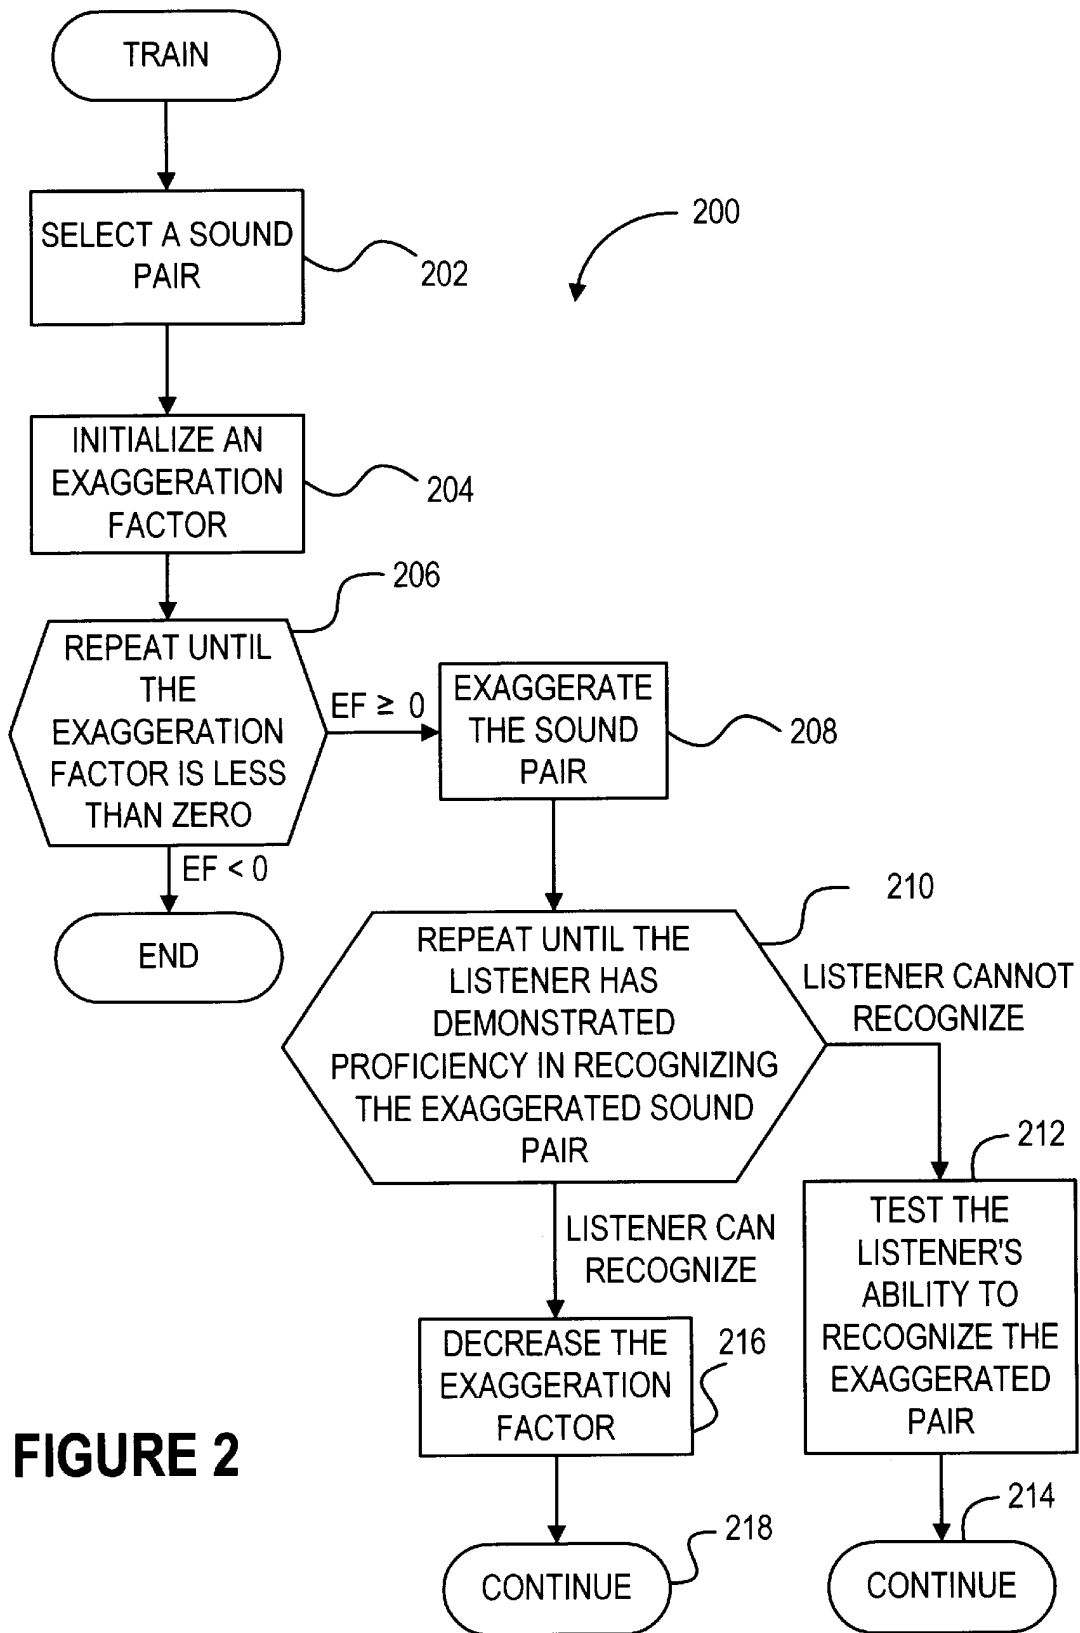 TRAIN
SELECT A SOUND
PAIR
202
200
INITIALIZE AN
EXAGGERATION
FACTOR
204
206
REPEAT UNTIL
THE
EXAGGERATION
FACTOR IS LESS
THAN ZERO
EF ≥ 0
EXAGGERATE
THE SOUND
PAIR
208
EF < 0
END
210
REPEAT UNTIL THE
LISTENER HAS
DEMONSTRATED
PROFICIENCY IN RECOGNIZING
THE EXAGGERATED SOUND
PAIR
LISTENER CANNOT
RECOGNIZE
212
TEST THE
LISTENER'S
ABILITY TO
RECOGNIZE THE
EXAGGERATED
PAIR
LISTENER CAN
RECOGNIZE
DECREASE THE
EXAGGERATION
FACTOR
216
FIGURE 2
214
218
CONTINUE
CONTINUE